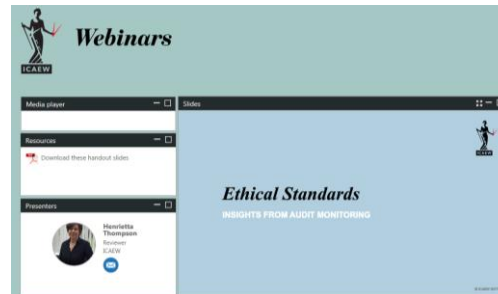 ICAEW
Webinars
Media player
Slides
Resources
Download these handout slides
Presenters
Henrietta
Thompson
Reviewer
ICAEW
Ethical Standards
INSIGHTS FROM AUDIT MONITORING